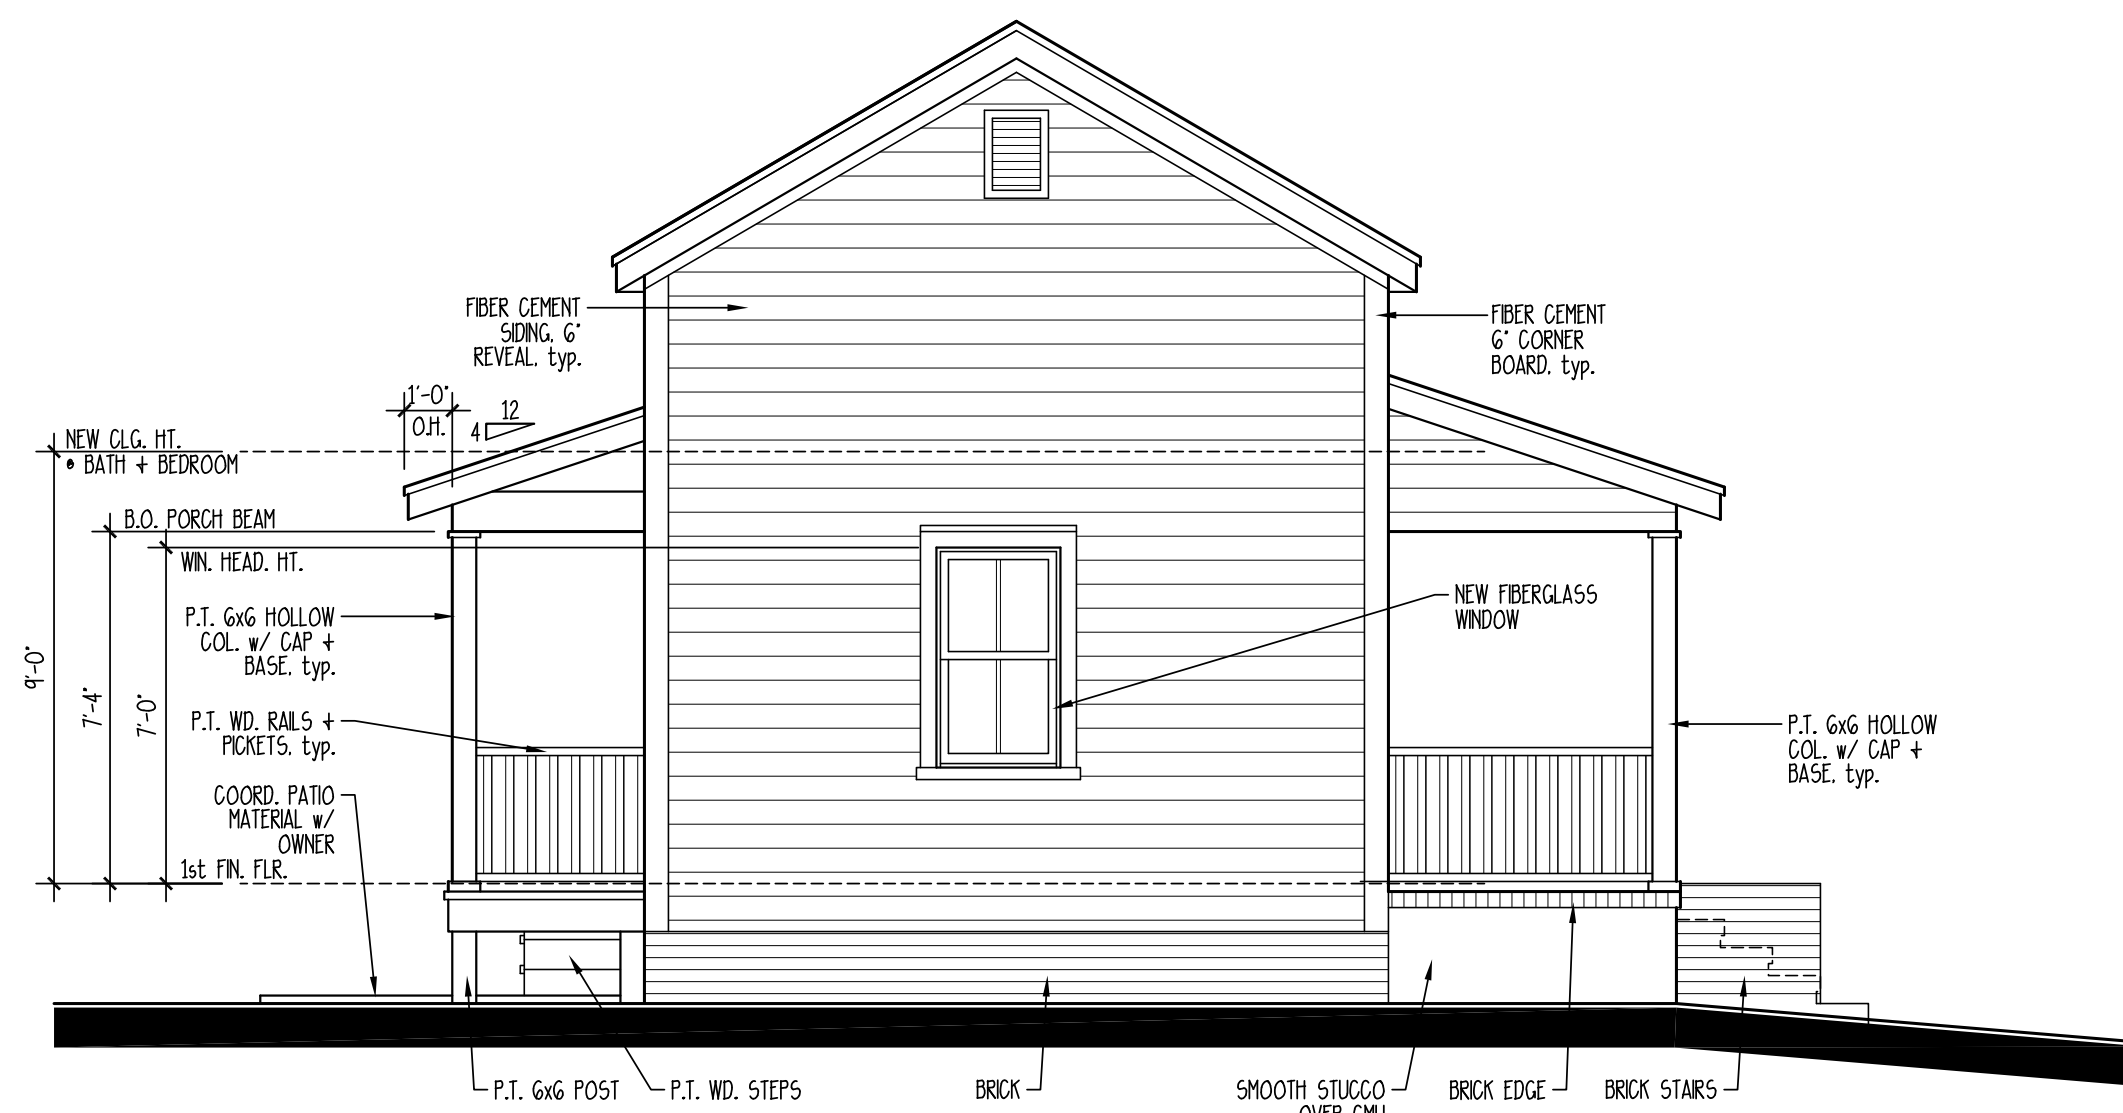 FIBER CEMENT
SIDING, 6"
REVEAL, typ.
FIBER CEMENT
6" CORNER
BOARD, typ.
1'-0"
O.H.
12
4
NEW CLG. HT.
@ BATH + BEDROOM
B.O. PORCH BEAM
WIN. HEAD. HT.
P.T. 6x6 HOLLOW
COL. w/ CAP +
BASE, typ.
NEW FIBERGLASS
WINDOW
9'-0"
7'-4"
7'-0"
P.T. WD. RAILS +
PICKETS, typ.
P.T. 6x6 HOLLOW
COL. w/ CAP +
BASE, typ.
COORD. PATIO
MATERIAL w/
OWNER
1st FIN. FLR.
P.T. 6x6 POST
P.T. WD. STEPS
BRICK
SMOOTH STUCCO
OVER CMU
BRICK EDGE
BRICK STAIRS